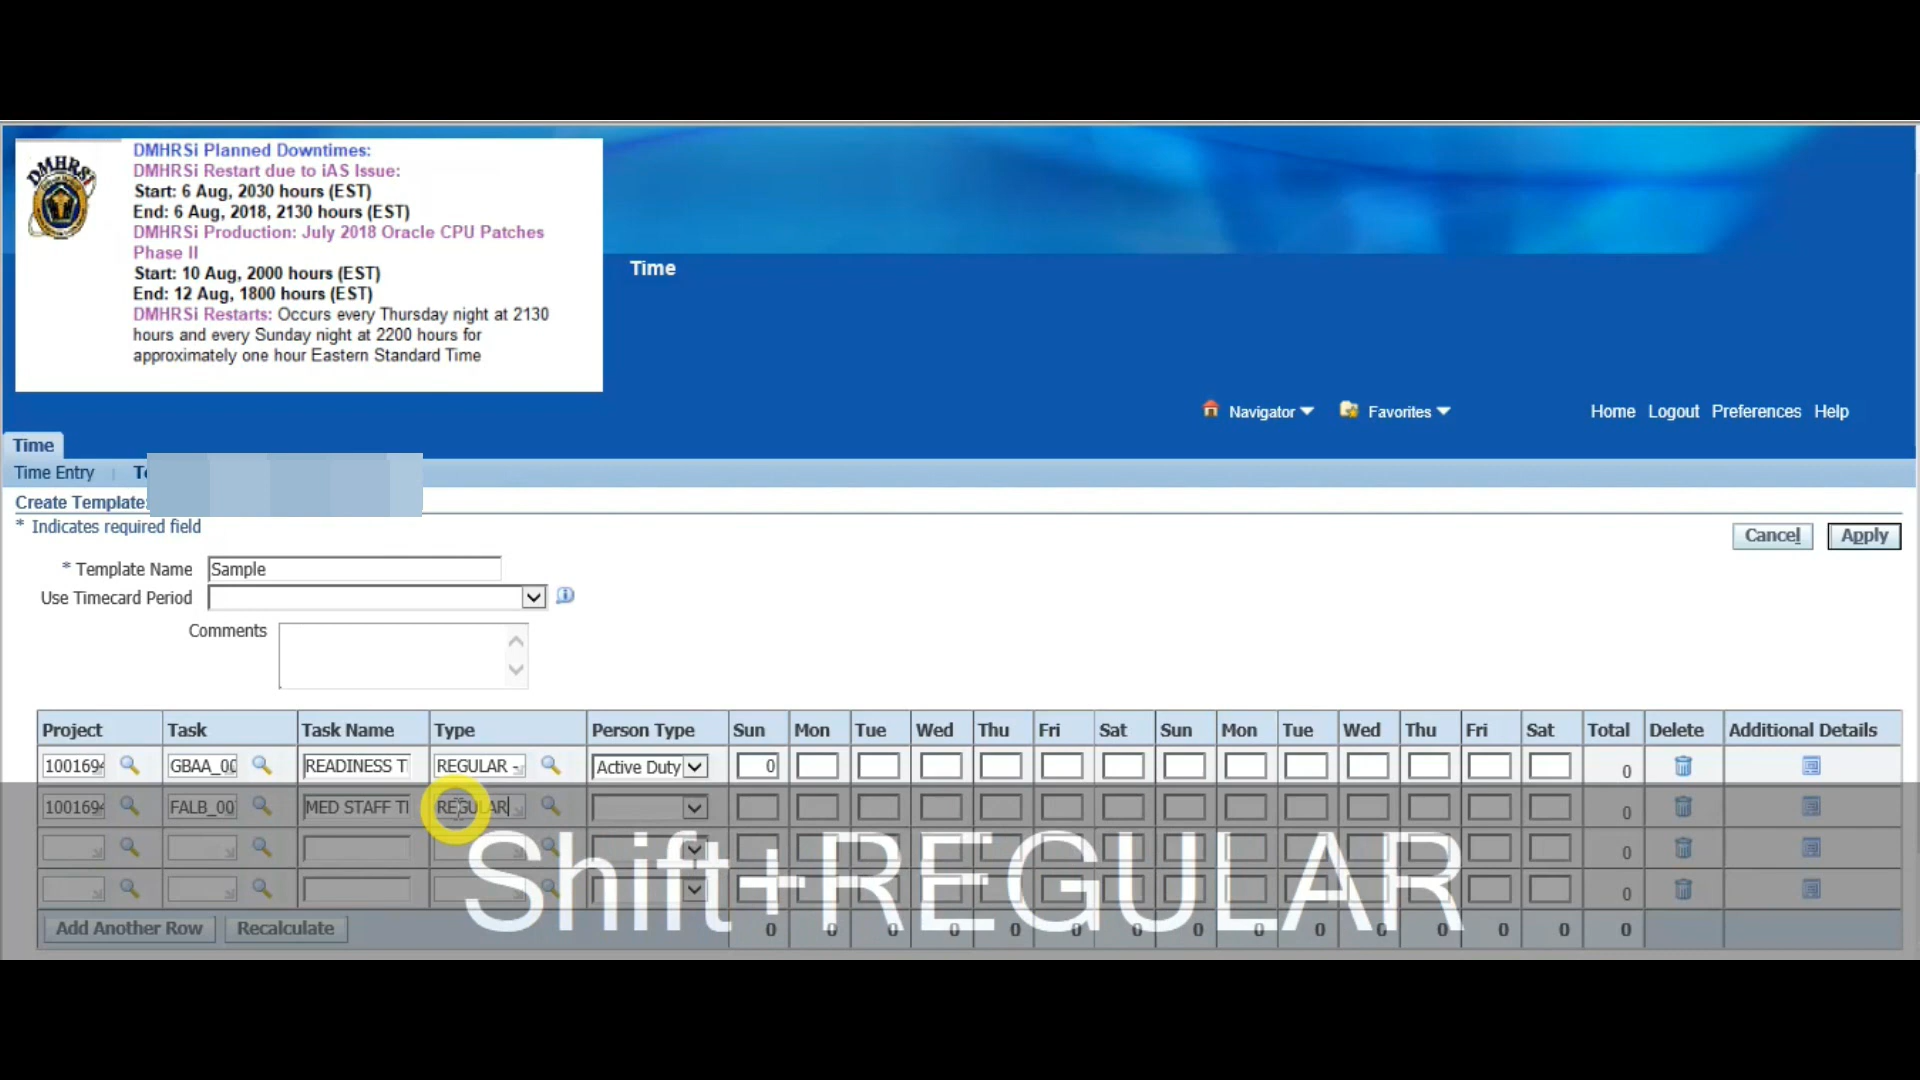 DMHRSi
DMHRSi Planned Downtimes:
DMHRSi Restart due to iAS Issue:
Start: 6 Aug, 2030 hours (EST)
End: 6 Aug, 2018, 2130 hours (EST)
DMHRSi Production: July 2018 Oracle CPU Patches
Phase II
Start: 10 Aug, 2000 hours (EST)
End: 12 Aug, 1800 hours (EST)
DMHRSi Restarts: Occurs every Thursday night at 2130
hours and every Sunday night at 2200 hours for
approximately one hour Eastern Standard Time
Time
Navigator Favorites Home Logout Preferences Help
Time
Time Entry
Create Template:
* Indicates required field
Cancel Apply
* Template Name Sample
Use Timecard Period
Comments
Project Task Task Name Type Person Type Sun Mon Tue Wed Thu Fri Sat Sun Mon Tue Wed Thu Fri Sat Total Delete Additional Details
100169 GBAA_00 READINESS T REGULAR - Active Duty 0 0
100169 FALB_00 MED STAFF TI REGULAR 0
0
0
Shift+REGULAR
Add Another Row Recalculate 0 0 0 0 0 0 0 0 0 0 0 0 0 0 0